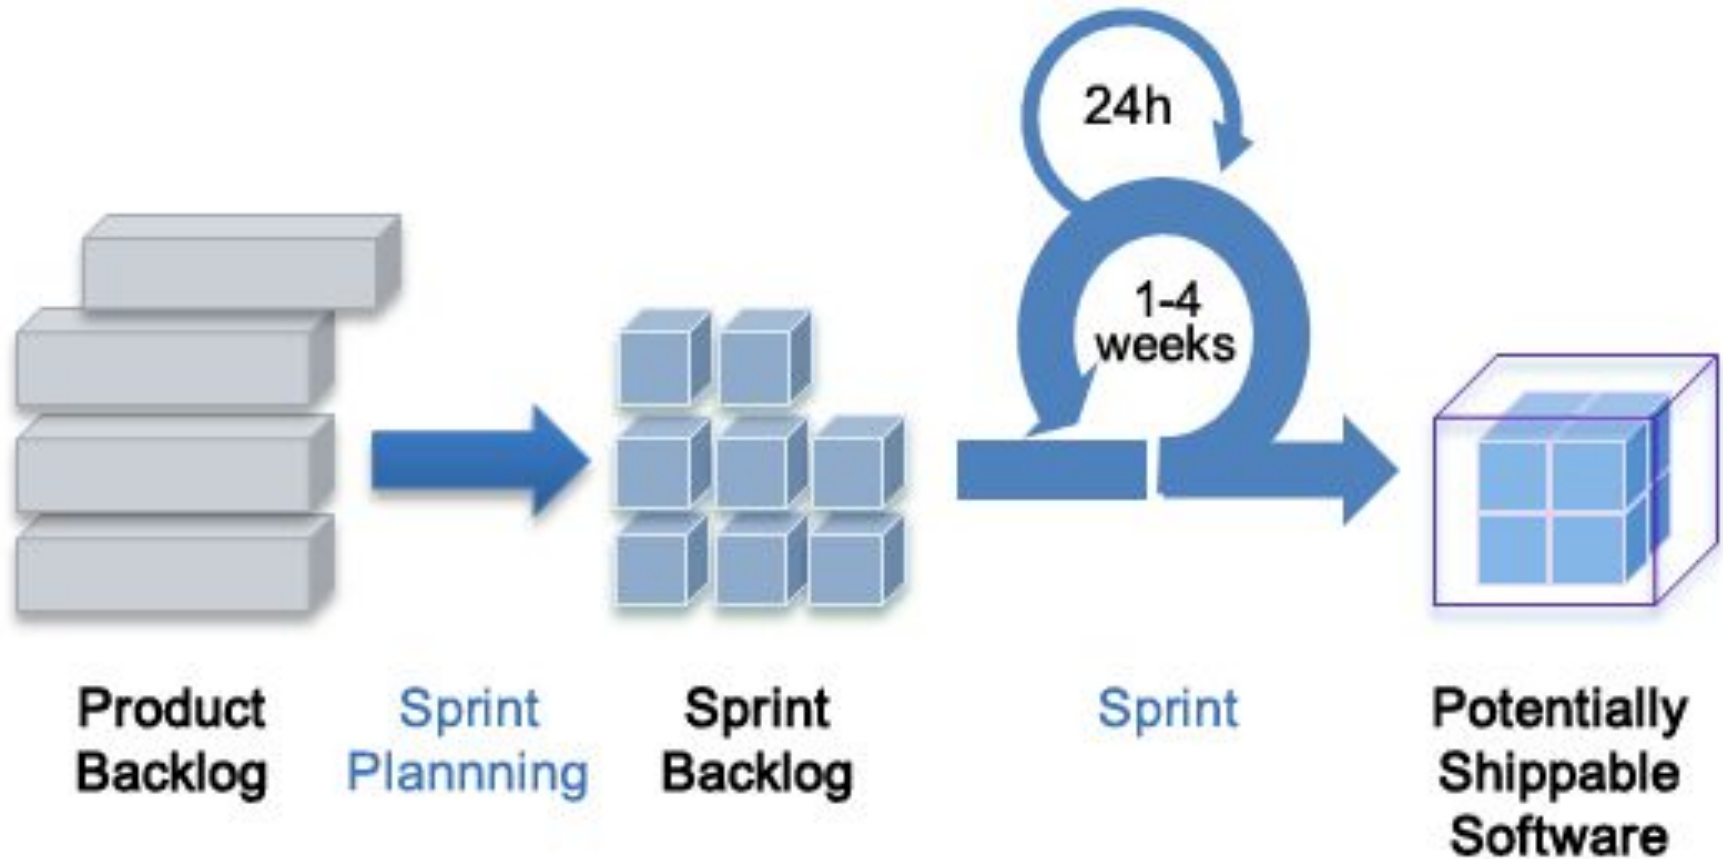 24h
1-4
weeks
Product
Backlog
Sprint
Plannning
Sprint
Backlog
Sprint
Potentially
Shippable
Software